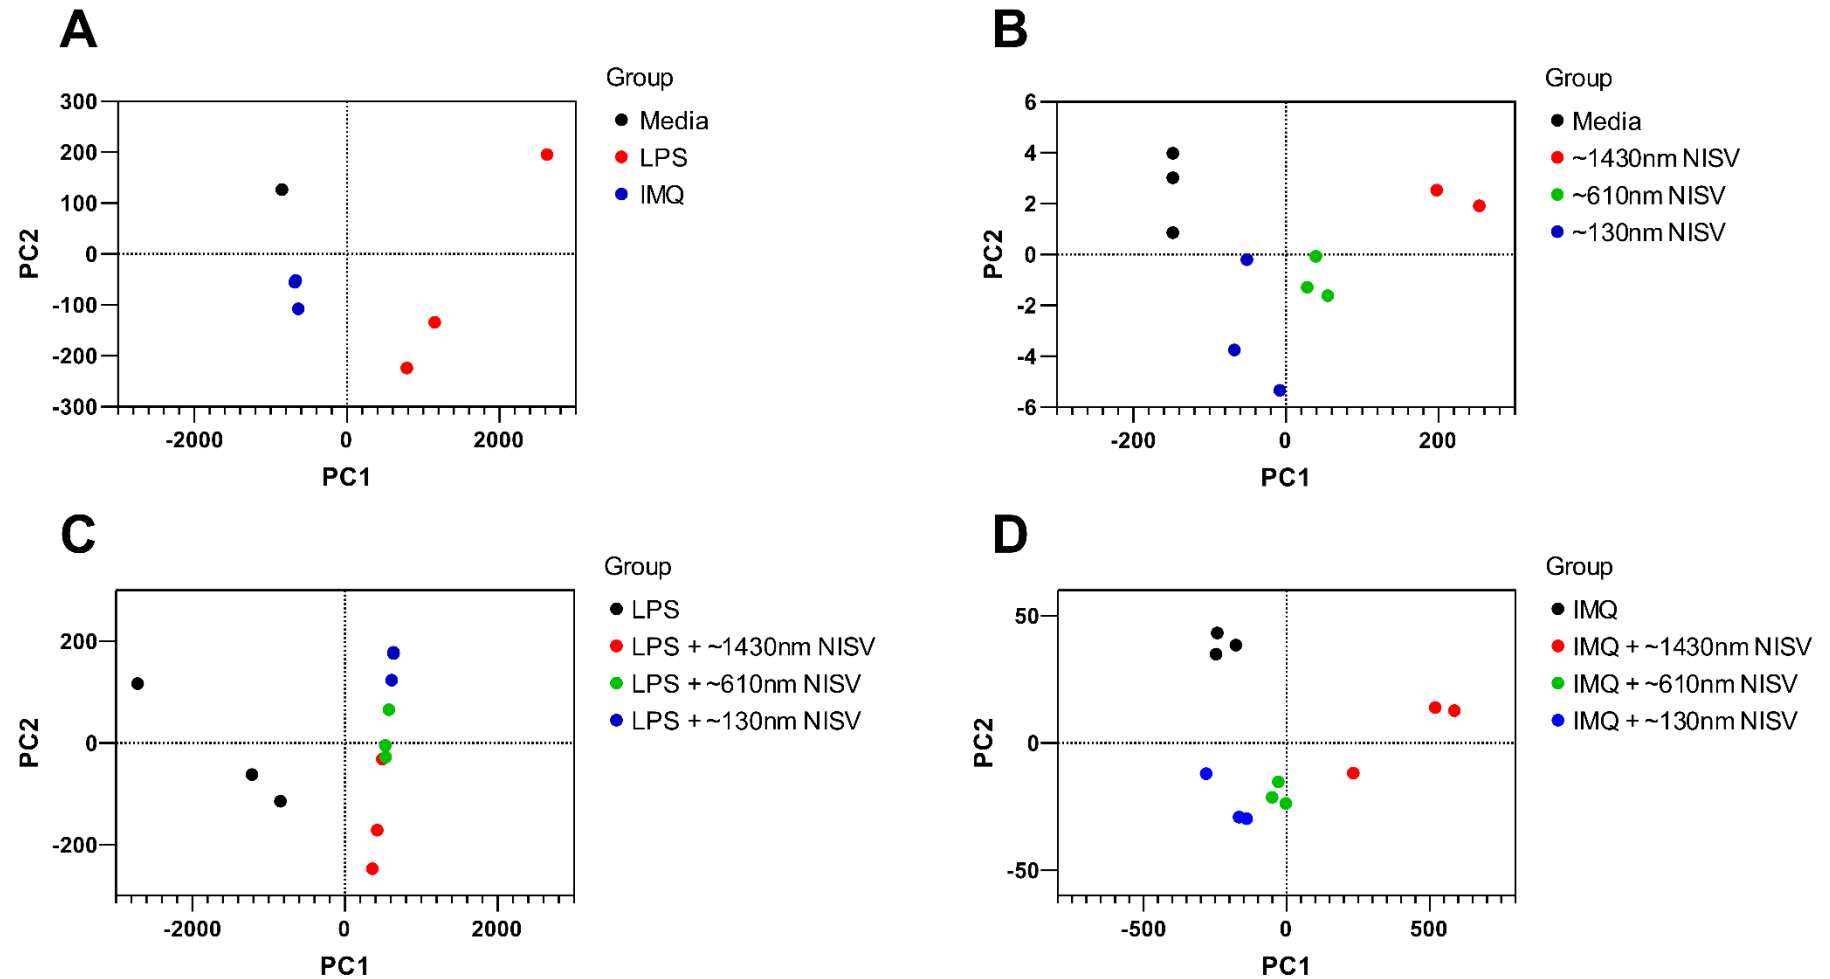 A
Group
Media
LPS
IMQ
300
200
100
0
-100
-200
-300
PC2
-2000
0
2000
PC1
B
Group
Media
~1430nm NISV
~610nm NISV
~130nm NISV
6
4
2
0
-2
-4
-6
PC2
-200
0
200
PC1
C
Group
LPS
LPS + ~1430nm NISV
LPS + ~610nm NISV
LPS + ~130nm NISV
200
0
-200
PC2
-2000
0
2000
PC1
D
Group
IMQ
IMQ + ~1430nm NISV
IMQ + ~610nm NISV
IMQ + ~130nm NISV
50
0
-50
PC2
-500
0
500
PC1